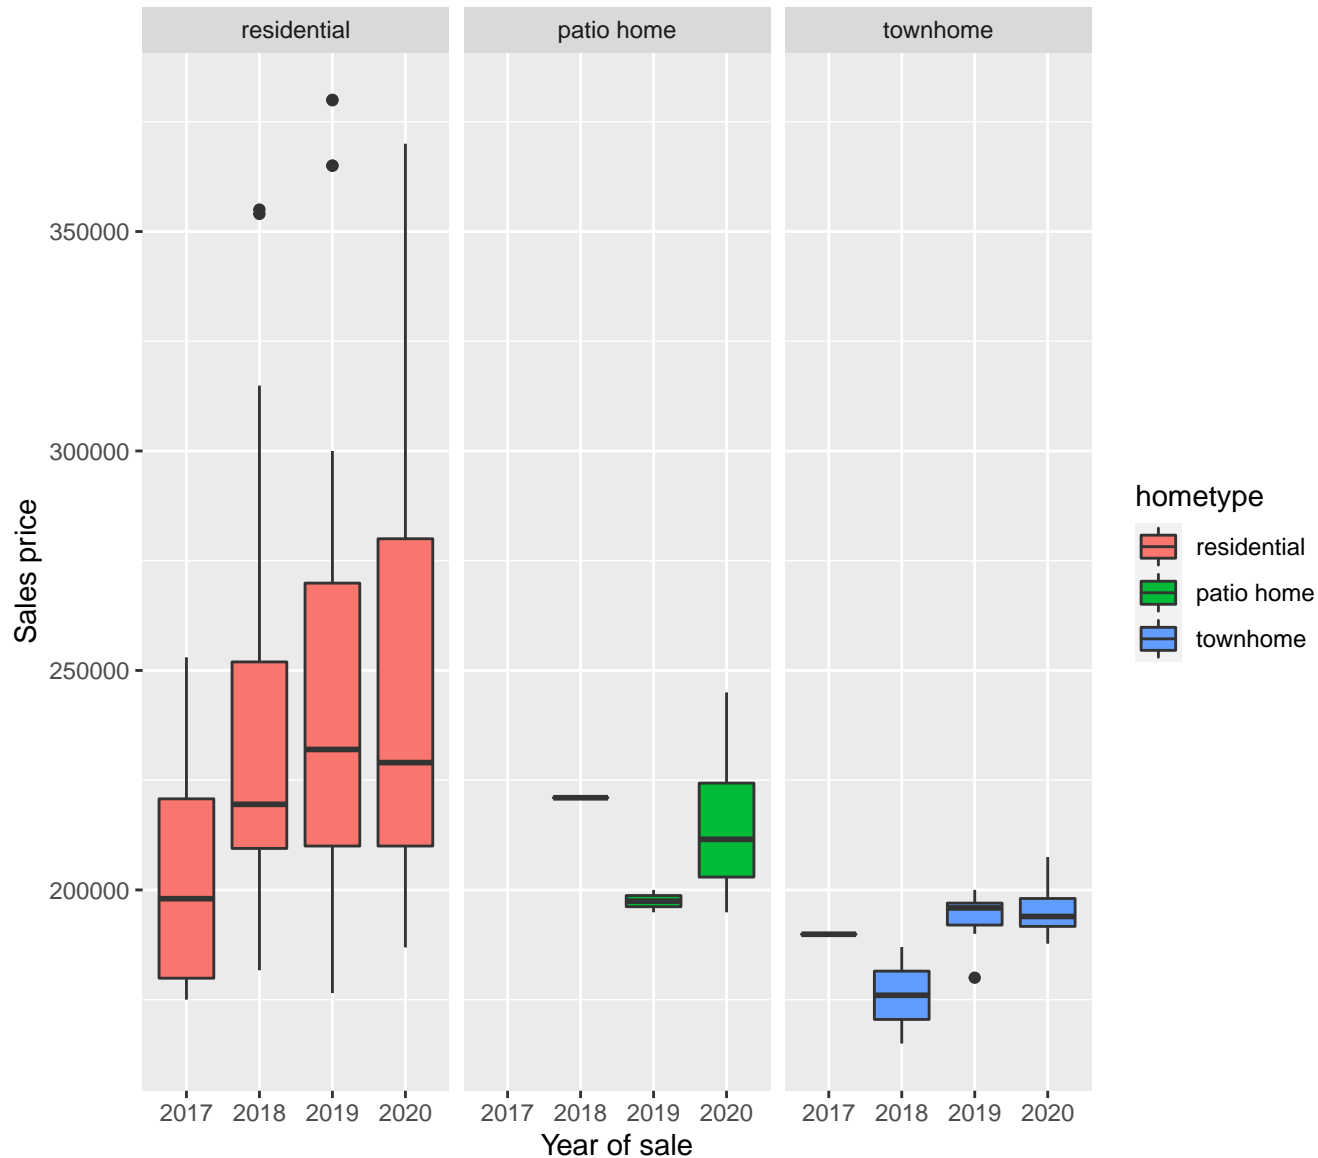 residential patio home townhome
350000
300000
250000
200000
Sales price
2017 2018 2019 2020 2017 2018 2019 2020 2017 2018 2019 2020
Year of sale
hometype
residential
patio home
townhome